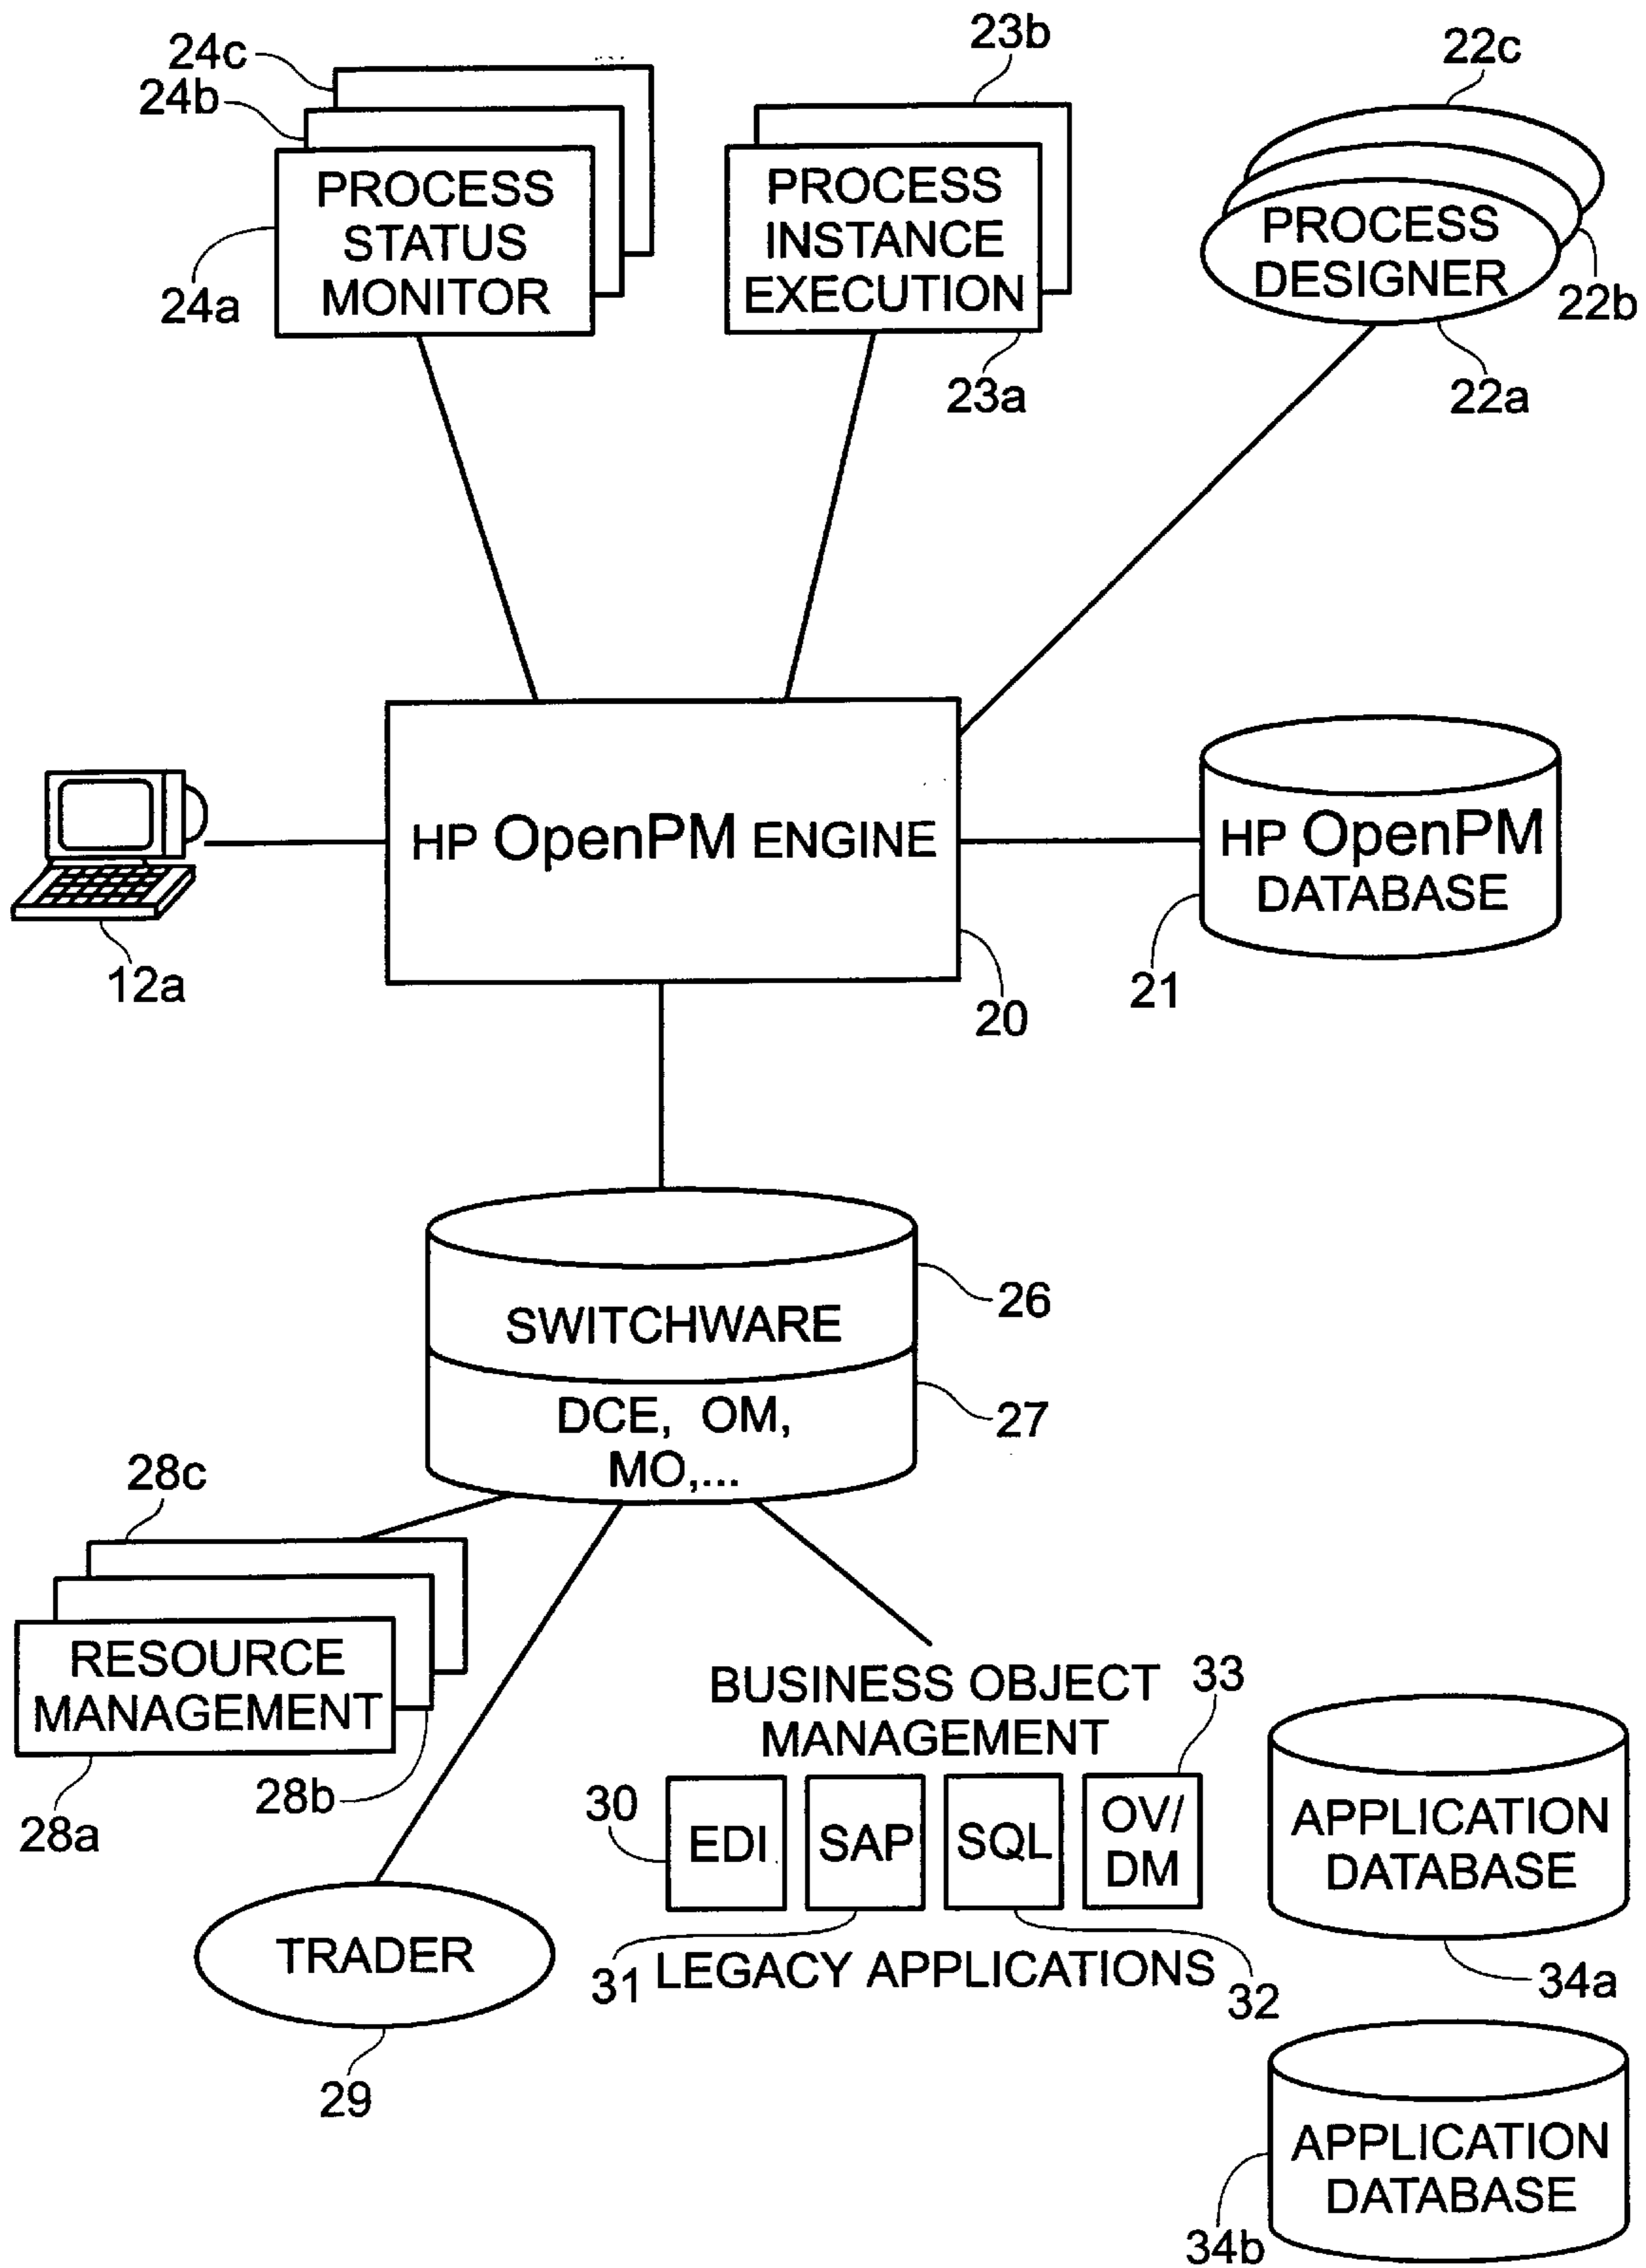 24c
24b
23b
22c
PROCESS
STATUS
MONITOR
PROCESS
INSTANCE
EXECUTION
PROCESS
DESIGNER
24a
23a
22b
22a
HP OpenPM ENGINE
HP OpenPM
DATABASE
12a
20
21
SWITCHWARE
26
DCE, OM,
MO,...
27
28c
RESOURCE
MANAGEMENT
28b
28a
BUSINESS OBJECT
MANAGEMENT
33
30
EDI
SAP
SQL
OV/
DM
APPLICATION
DATABASE
TRADER
31
LEGACY APPLICATIONS
32
34a
29
APPLICATION
DATABASE
34b